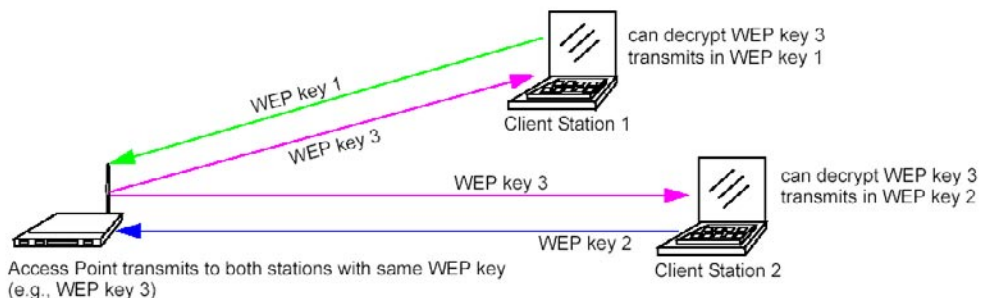 can decrypt WEP key 3
transmits in WEP key 1
WEP key 1
WEP key 3
Client Station 1
WEP key 3
can decrypt WEP key 3
transmits in WEP key 2
WEP key 2
Client Station 2
Access Point transmits to both stations with same WEP key
(e.g., WEP key 3)